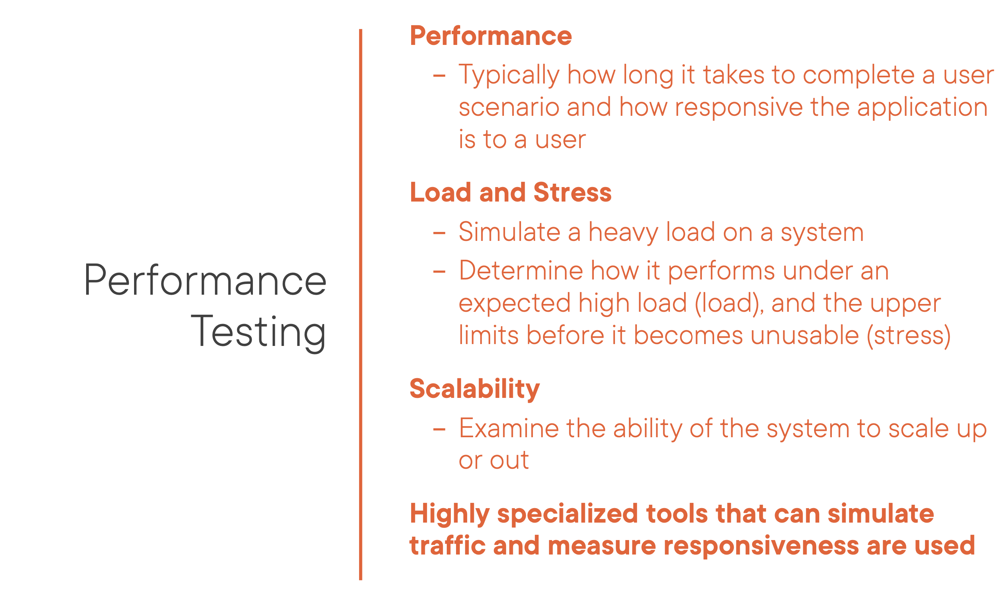 Performance
Testing
Performance
– Typically how long it takes to complete a user
scenario and how responsive the application
is to a user
Load and Stress
– Simulate a heavy load on a system
– Determine how it performs under an
expected high load (load), and the upper
limits before it becomes unusable (stress)
Scalability
– Examine the ability of the system to scale up
or out
Highly specialized tools that can simulate
traffic and measure responsiveness are used